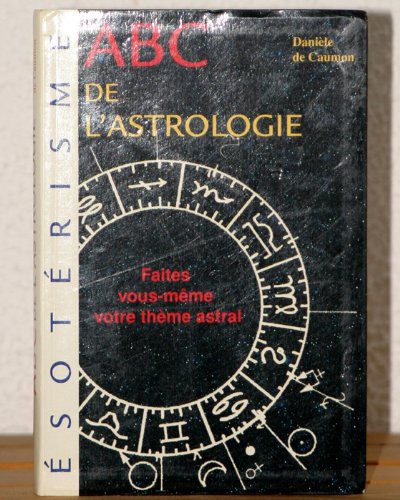 ÉSOTÉRISME
ABC
DE
L'ASTROLOGIE
Danièle
de Caumon
Faites
vous-même
votre thème astral